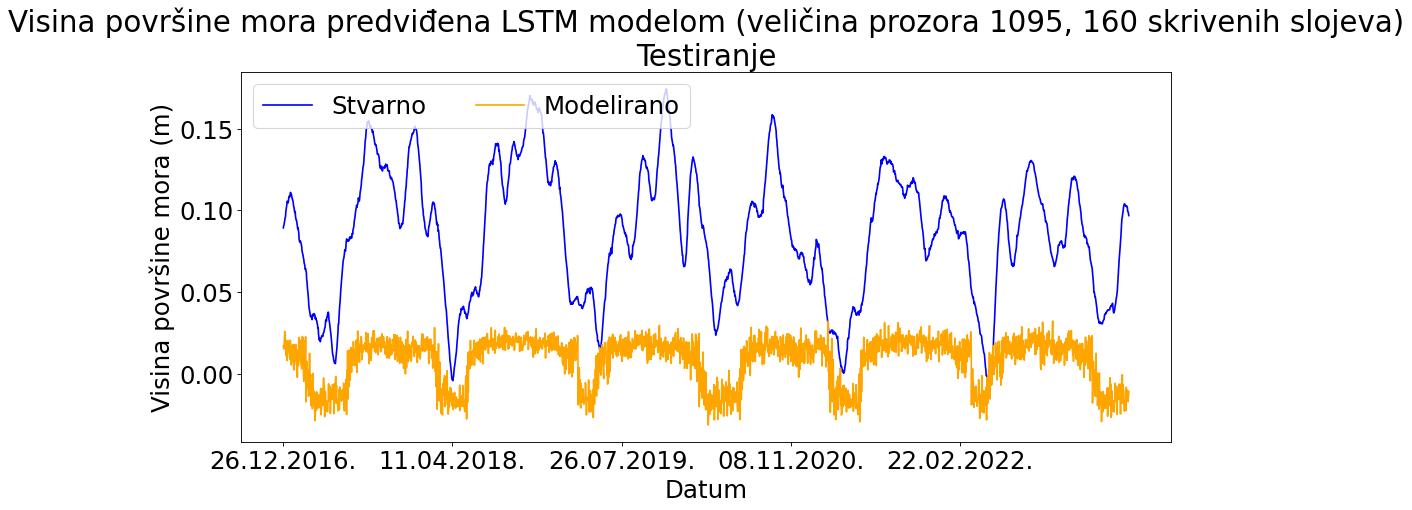 Visina površine mora predviđena LSTM modelom (veličina prozora 1095, 160 skrivenih slojeva)
Testiranje
Stvarno Modelirano
Visina površine mora (m)
0.15
0.10
0.05
0.00
26.12.2016. 11.04.2018. 26.07.2019. 08.11.2020. 22.02.2022.
Datum